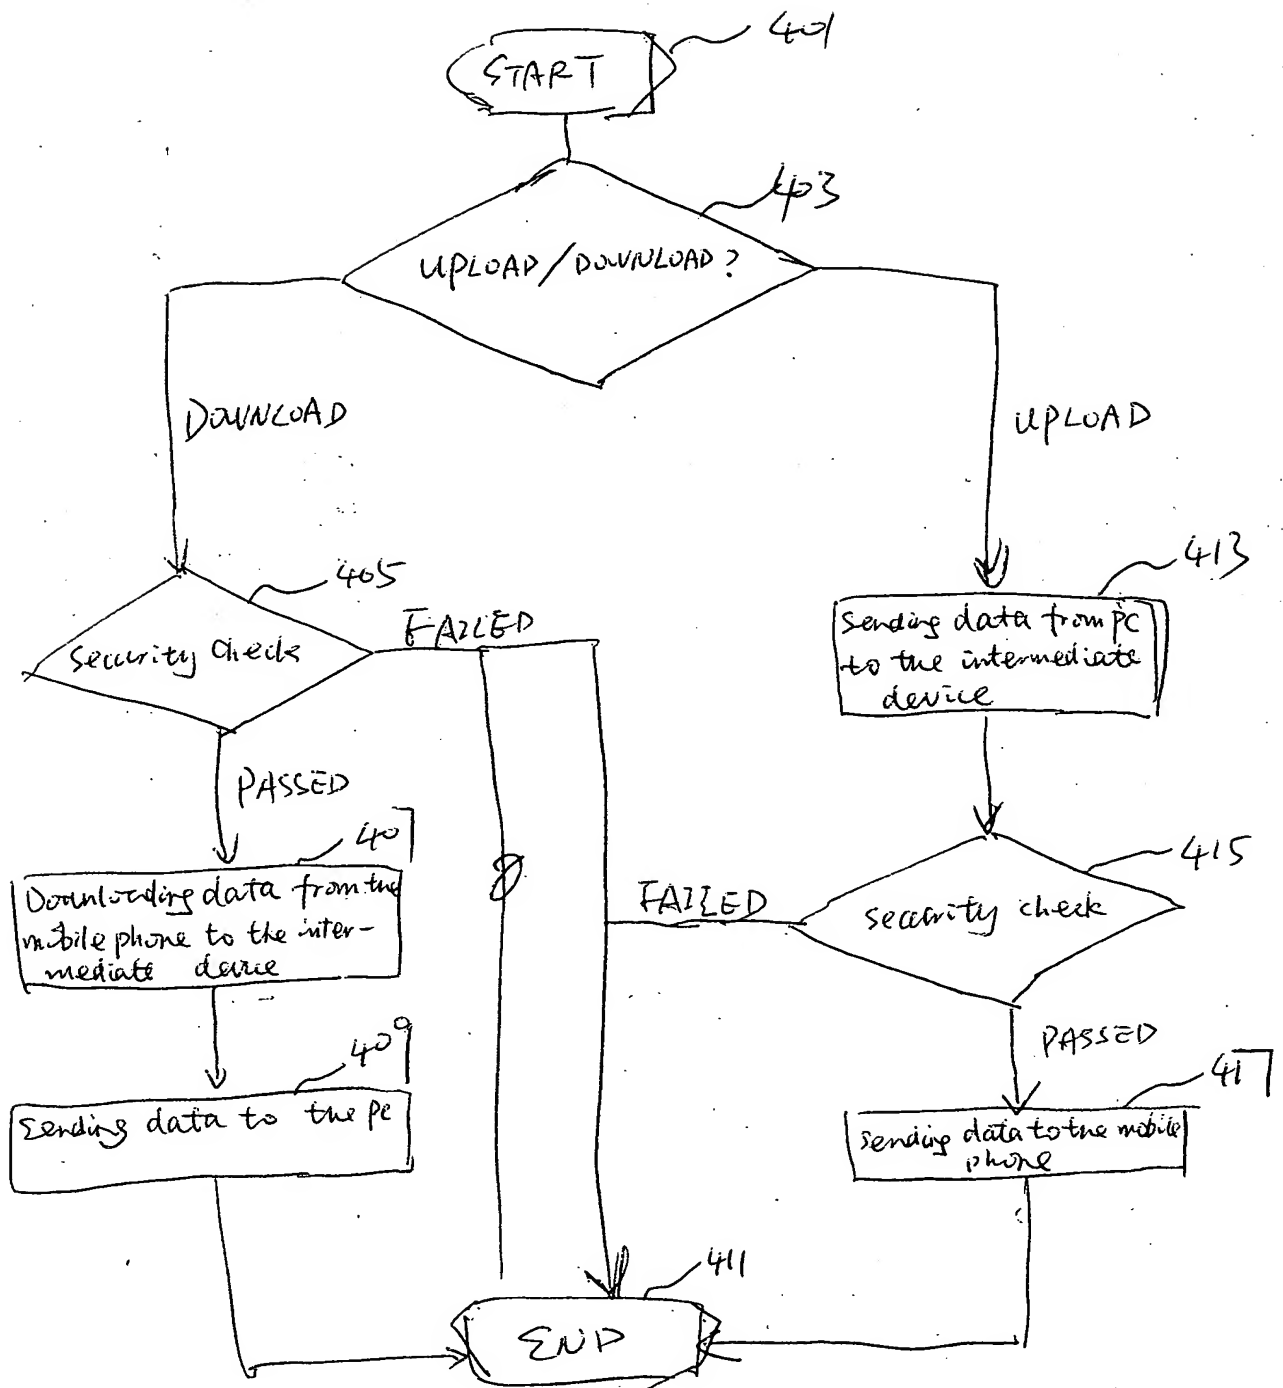 401
START
403
UPLOAD/DOWNLOAD?
DOWNLOAD
UPLOAD
405
security check
FAILED
413
Sending data from PC
to the intermediate
device
PASSED
407
Downloading data from the
mobile phone to the inter-
mediate device
415
security check
FAILED
409
Sending data to the PC
PASSED
417
Sending data to the mobile
phone
411
END